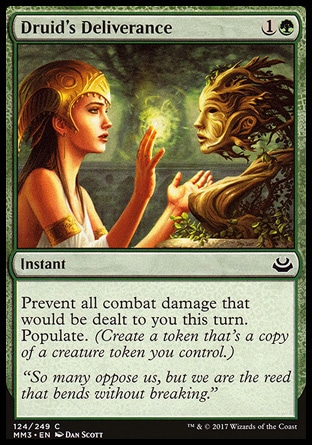 Druid's Deliverance 1
Instant
Prevent all combat damage that
would be dealt to you this turn.
Populate. (Create a token that's a copy
of a creature token you control.)
"So many oppose us, but we are the reed
that bends without breaking."
124/249 C
MM3 • EN Dan Scott
™ & © 2017 Wizards of the Coast